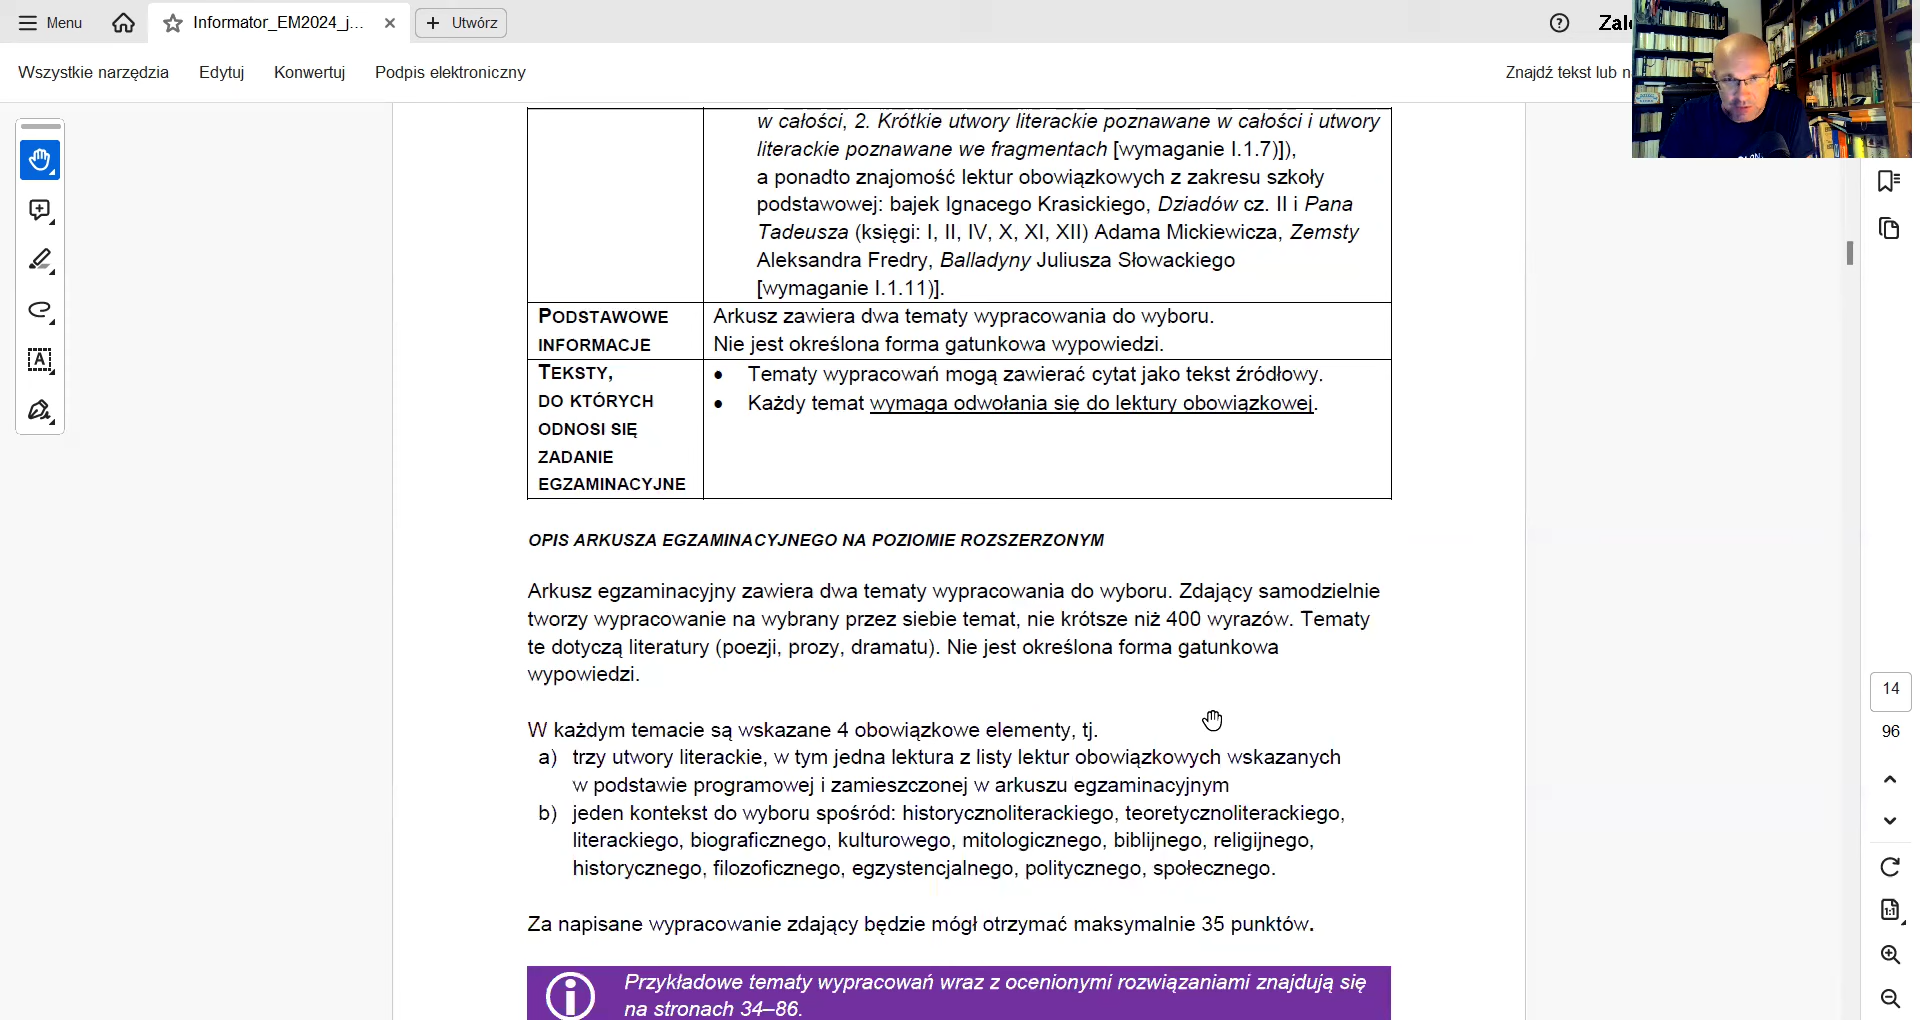 Menu
Informator_EM2024_j...
Utwórz
Wszystkie narzędzia
Edytuj
Konwertuj
Podpis elektroniczny
Znajdź tekst lub
w całości, 2. Krótkie utwory literackie poznawane w całości i utwory
literackie poznawane we fragmentach [wymaganie I.1.7)]),
a ponadto znajomość lektur obowiązkowych z zakresu szkoły
podstawowej: bajek Ignacego Krasickiego, Dziadów cz. II i Pana
Tadeusza (księgi: I, II, IV, X, XI, XII) Adama Mickiewicza, Zemsty
Aleksandra Fredry, Balladyny Juliusza Słowackiego
[wymaganie I.1.11)].
PODSTAWOWE
INFORMACJE
Arkusz zawiera dwa tematy wypracowania do wyboru.
Nie jest określona forma gatunkowa wypowiedzi.
TEKSTY,
DO KTÓRYCH
ODNOSI SIĘ
ZADANIE
EGZAMINACYJNE
• Tematy wypracowań mogą zawierać cytat jako tekst źródłowy.
• Każdy temat wymaga odwołania się do lektury obowiązkowej.
OPIS ARKUSZA EGZAMINACYJNEGO NA POZIOMIE ROZSZERZONYM
Arkusz egzaminacyjny zawiera dwa tematy wypracowania do wyboru. Zdający samodzielnie
tworzy wypracowanie na wybrany przez siebie temat, nie krótsze niż 400 wyrazów. Tematy
te dotyczą literatury (poezji, prozy, dramatu). Nie jest określona forma gatunkowa
wypowiedzi.
W każdym temacie są wskazane 4 obowiązkowe elementy, tj.
a) trzy utwory literackie, w tym jedna lektura z listy lektur obowiązkowych wskazanych
w podstawie programowej i zamieszczonej w arkuszu egzaminacyjnym
b) jeden kontekst do wyboru spośród: historycznoliterackiego, teoretycznoliterackiego,
literackiego, biograficznego, kulturowego, mitologicznego, biblijnego, religijnego,
historycznego, filozoficznego, egzystencjalnego, politycznego, społecznego.
Za napisane wypracowanie zdający będzie mógł otrzymać maksymalnie 35 punktów.
Przykładowe tematy wypracowań wraz z ocenionymi rozwiązaniami znajdują się
na stronach 34–86.
14
96